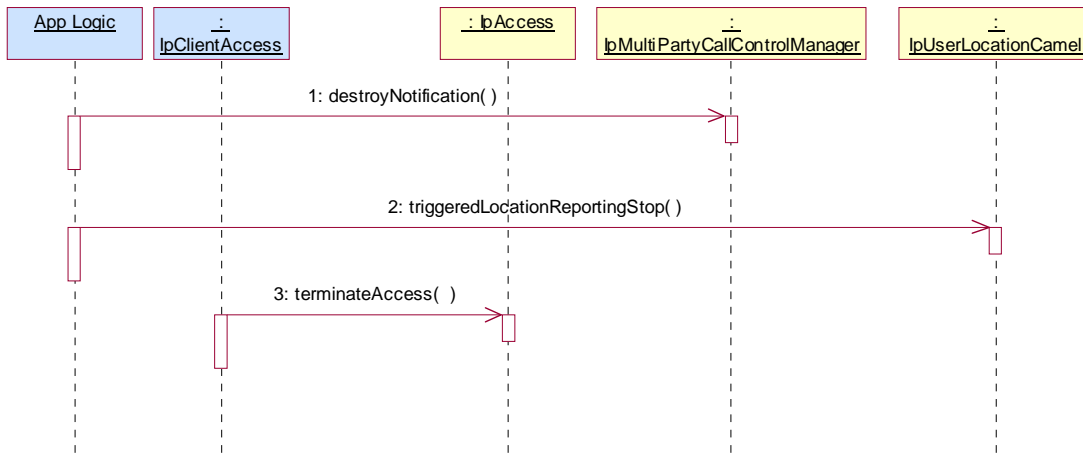 App Logic
:
IpClientAccess
: IpAccess
:
IpMultiPartyCallControlManager
:
IpUserLocationCamel
1: destroyNotification( )
2: triggeredLocationReportingStop( )
3: terminateAccess(  )